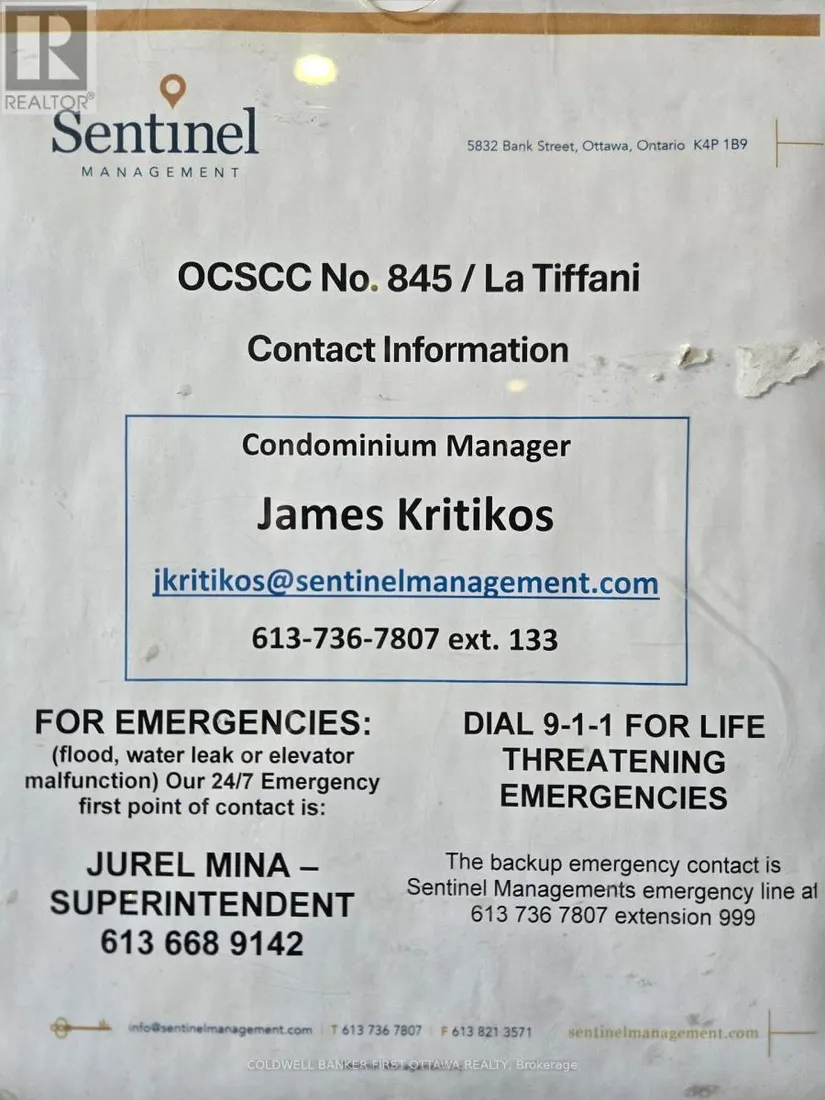 REALTOR®
Sentinel
MANAGEMENT
5832 Bank Street, Ottawa, Ontario K4P 1B9
OCSCC No. 845 / La Tiffani
Contact Information
Condominium Manager
James Kritikos
jkritikos@sentinelmanagement.com
613-736-7807 ext. 133
FOR EMERGENCIES:
(flood, water leak or elevator
malfunction) Our 24/7 Emergency
first point of contact is:
JUREL MINA –
SUPERINTENDENT
613 668 9142
DIAL 9-1-1 FOR LIFE
THREATENING
EMERGENCIES
The backup emergency contact is
Sentinel Managements emergency line at
613 736 7807 extension 999
info@sentinelmanagement.com T 613 736 7807 F 613 821 3571 sentinelmanagement.com
COLDWELL BANKER FIRST OTTAWA REALTY, Brokerage